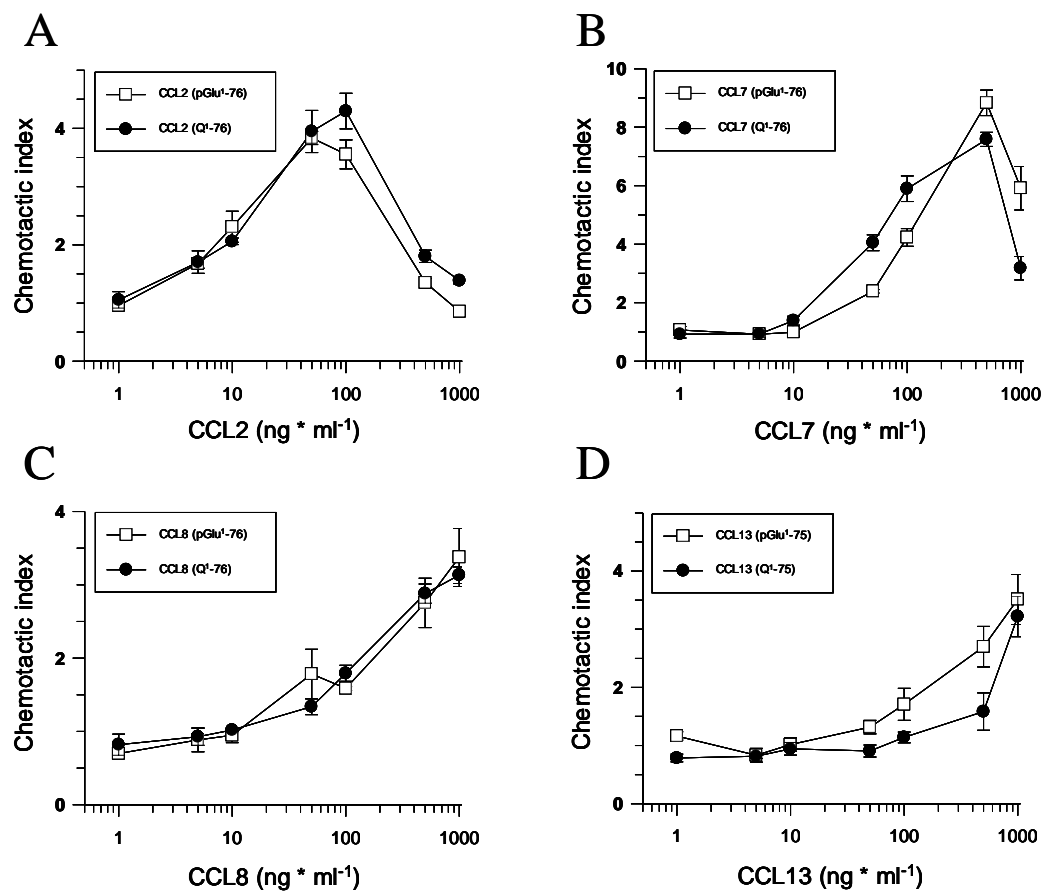 A
CCL2 (pGlu¹-76)
CCL2 (Q¹-76)
Chemotactic index
4
2
0
1
10
100
1000
CCL2 (ng * ml⁻¹)
B
CCL7 (pGlu¹-76)
CCL7 (Q¹-76)
Chemotactic index
10
8
6
4
2
0
1
10
100
1000
CCL7 (ng * ml⁻¹)
C
CCL8 (pGlu¹-76)
CCL8 (Q¹-76)
Chemotactic index
4
2
0
1
10
100
1000
CCL8 (ng * ml⁻¹)
D
CCL13 (pGlu¹-75)
CCL13 (Q¹-75)
Chemotactic index
4
2
0
1
10
100
1000
CCL13 (ng * ml⁻¹)